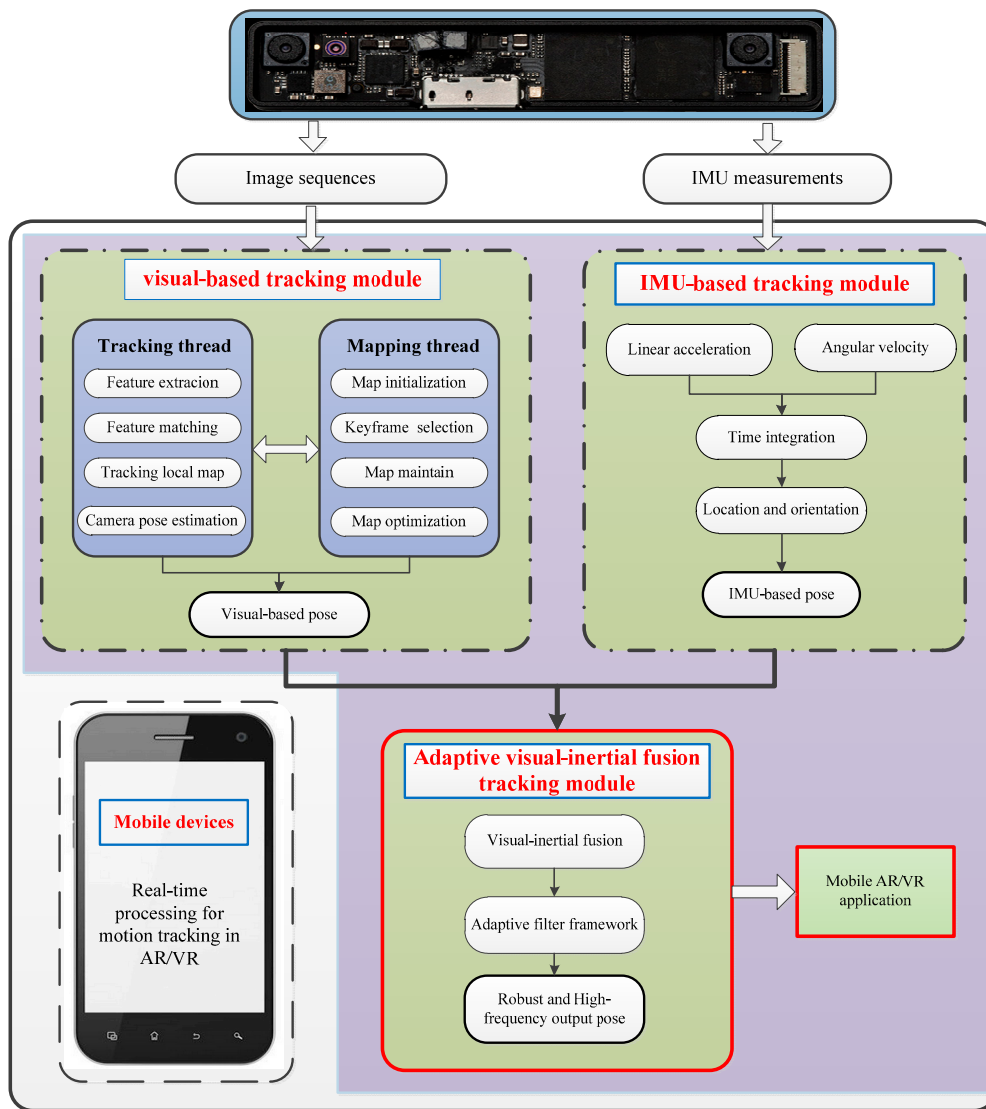 Image sequences
IMU measurements
visual-based tracking module
Tracking thread
Feature extracion
Feature matching
Tracking local map
Camera pose estimation
Mapping thread
Map initialization
Keyframe selection
Map maintain
Map optimization
Visual-based pose
IMU-based tracking module
Linear acceleration
Angular velocity
Time integration
Location and orientation
IMU-based pose
Mobile devices
Real-time
processing for
motion tracking in
AR/VR
Adaptive visual-inertial fusion
tracking module
Visual-inertial fusion
Adaptive filter framework
Robust and High-
frequency output pose
Mobile AR/VR
application